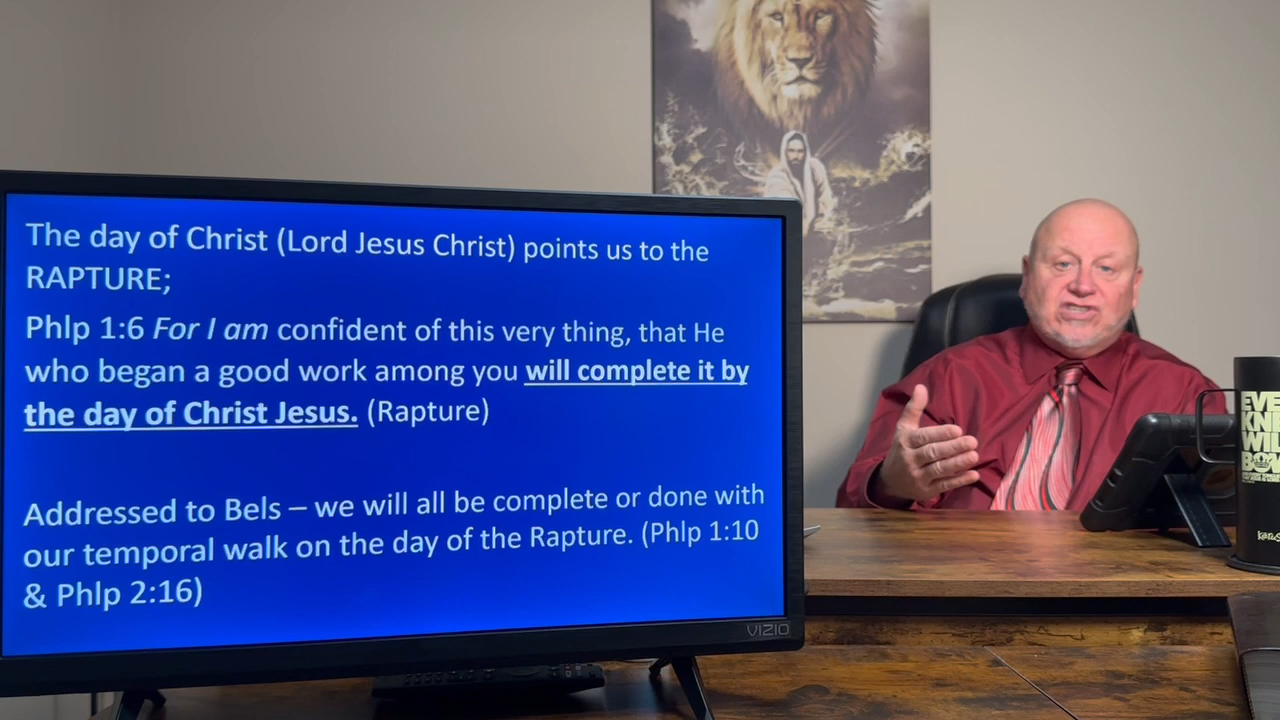 The day of Christ (Lord Jesus Christ) points us to the
RAPTURE;
Phlp 1:6 For I am confident of this very thing, that He
who began a good work among you will complete it by
the day of Christ Jesus. (Rapture)
Addressed to Bels – we will all be complete or done with
our temporal walk on the day of the Rapture. (Phlp 1:10
& Phlp 2:16)
VIZIO